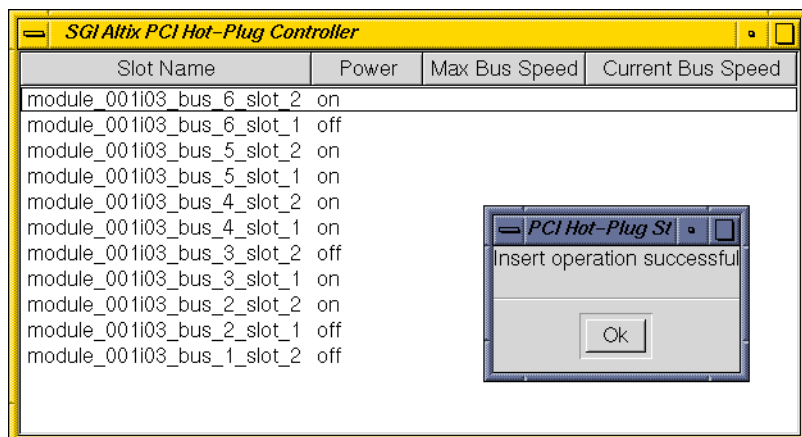 SGI Altix PCI Hot-Plug Controller
Slot Name Power Max Bus Speed Current Bus Speed
module_001i03_bus_6_slot_2 on
module_001i03_bus_6_slot_1 off
module_001i03_bus_5_slot_2 on
module_001i03_bus_5_slot_1 on
module_001i03_bus_4_slot_2 on
module_001i03_bus_4_slot_1 on
module_001i03_bus_3_slot_2 off
module_001i03_bus_3_slot_1 on
module_001i03_bus_2_slot_2 on
module_001i03_bus_2_slot_1 off
module_001i03_bus_1_slot_2 off
PCI Hot-Plug St
Insert operation successful
Ok